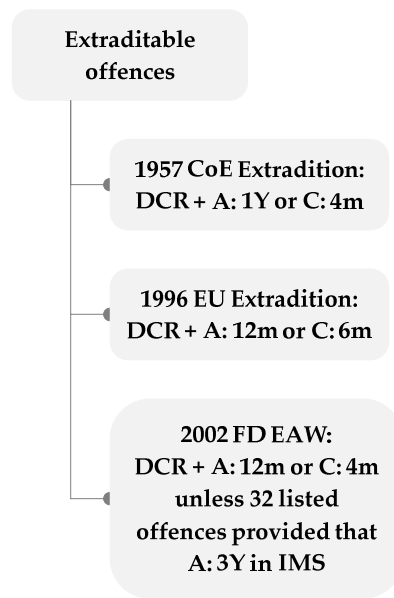 Extraditable
offences
1957 CoE Extradition:
DCR + A: 1Y or C: 4m
1996 EU Extradition:
DCR + A: 12m or C: 6m
2002 FD EAW:
DCR + A: 12m or C: 4m
unless 32 listed
offences provided that
A: 3Y in IMS